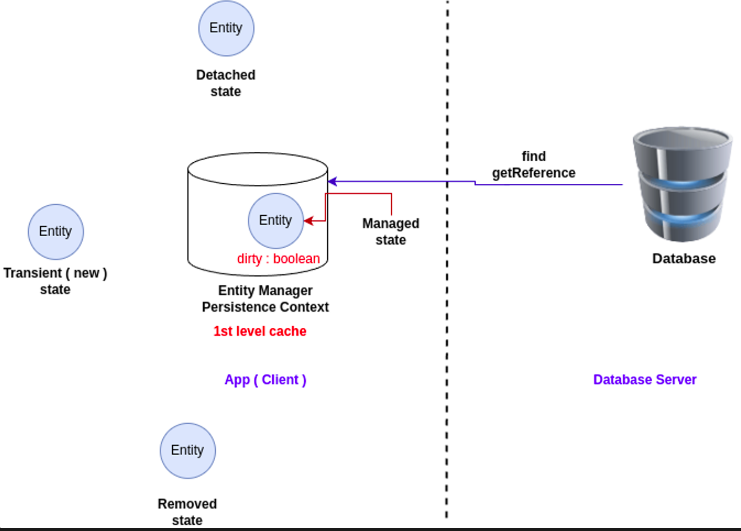 Entity
Detached
state
find
getReference
Entity
Managed
state
Entity
dirty : boolean
Transient ( new )
state
Database
Entity Manager
Persistence Context
1st level cache
App ( Client )
Database Server
Entity
Removed
state